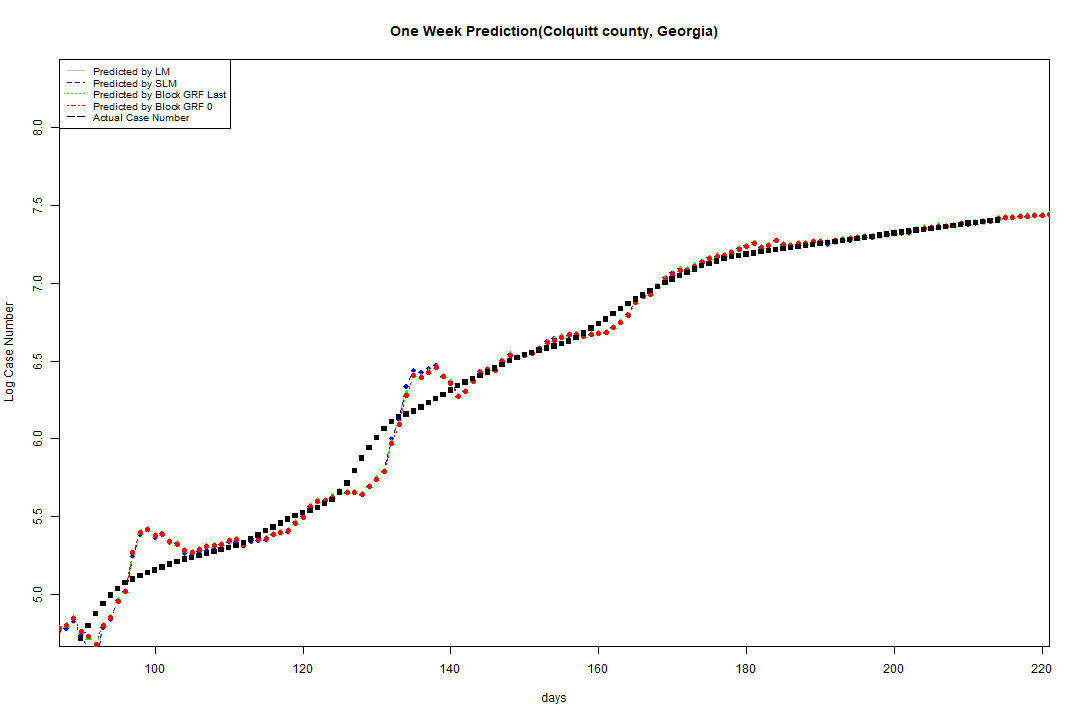 One Week Prediction(Colquitt county, Georgia)
Predicted by LM
Predicted by SLM
Predicted by Block GRF Last
Predicted by Block GRF 0
Actual Case Number
8.0
7.5
7.0
6.5
6.0
5.5
5.0
Log Case Number
100 120 140 160 180 200 220
days